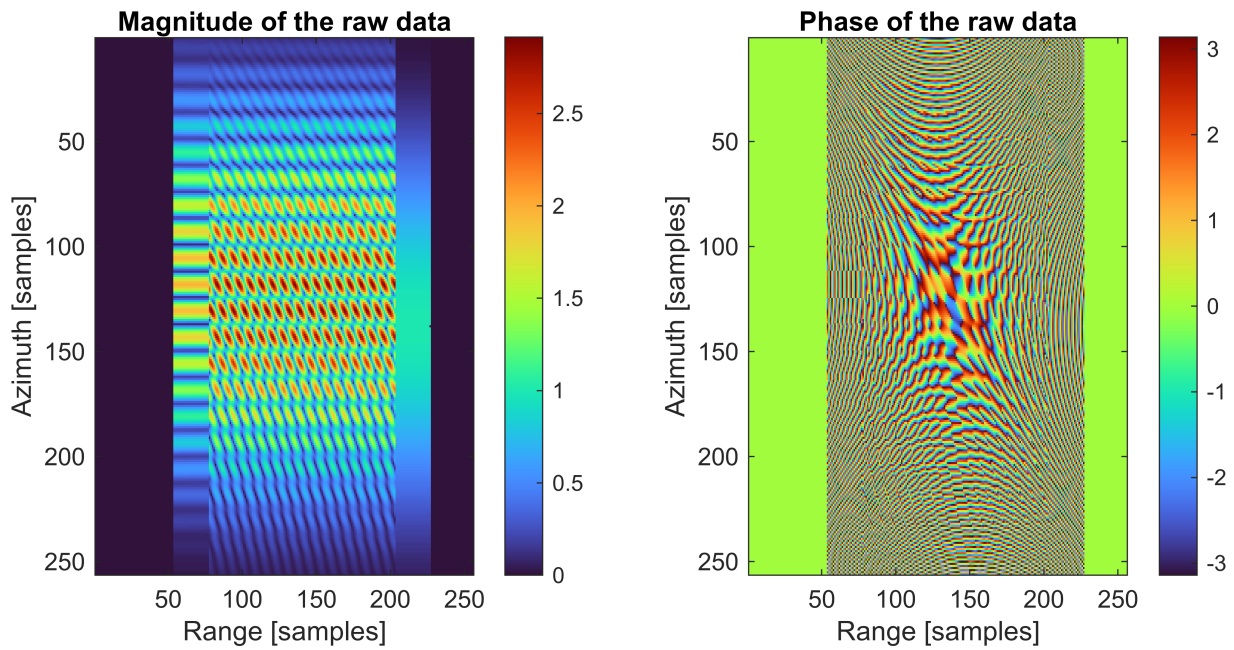 Magnitude of the raw data
50
100
150
200
250
50 100 150 200 250
Azimuth [samples]
Range [samples]
2.5
2
1.5
1
0.5
0
Phase of the raw data
50
100
150
200
250
50 100 150 200 250
Azimuth [samples]
Range [samples]
3
2
1
0
-1
-2
-3